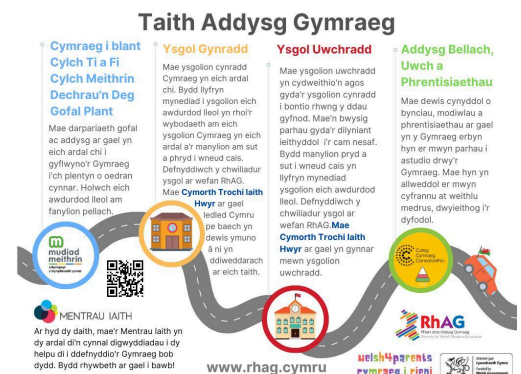 Taith Addysg Gymraeg
Cymraeg i blant
Cylch Ti a Fi
Cylch Meithrin
Dechrau'n Deg
Gofal Plant
Mae darpariaeth gofal
ac addysg ar gael yn
eich ardal chi i
gyflwyno'r Gymraeg
i'ch plentyn o oedran
cynnar. Holwch eich
awdurdod lleol am
fanylion pellach.
mudiad
meithrin
Ysgol Gynradd
Mae ysgolion cynradd
Cymraeg yn eich ardal
chi. Bydd llyfryn
mynediad i ysgolion eich
awdurdod lleol yn rhoi'r
wybodaeth am eich
ysgolion Cymraeg yn eich
ardal a'r manylion am sut
a phryd i wneud cais.
Defnyddiwch y chwiliadur
ysgol ar wefan RhAG.
Mae Cymorth Trochi Iaith
Hwyr ar gael
ledled Cymru
pe baech yn
dewis ymuno
â ni yn
ddiweddarach
ar eich taith.
Ysgol Uwchradd
Mae ysgolion uwchradd
yn cydweithio'n agos
gyda'r ysgolion cynradd
i bontio rhwng y ddau
gyfnod. Mae'n bwysig
parhau gyda'r dilyniant
ieithyddol i'r cam nesaf.
Bydd manylion pryd a
sut i wneud cais yn
llyfryn mynediad
ysgolion eich awdurdod
lleol. Defnyddiwch y
chwiliadur ysgol ar
wefan RhAG.Mae
Cymorth Trochi Iaith
Hwyr ar gael yn gynnar
mewn ysgolion
uwchradd.
Addysg Bellach,
Uwch a
Phrentisiaethau
Mae dewis cynyddol o
bynciau, modiwlau a
phrentisiaethau ar gael
yn y Gymraeg erbyn
hyn er mwyn parhau i
astudio drwy'r
Gymraeg. Mae hyn yn
allweddol er mwyn
cyfrannu at weithlu
medrus, dwyieithog i'r
dyfodol.
Coleg
Cymraeg
Cenedlaethol
MENTRAU IAITH
Ar hyd dy daith, mae'r Mentrau Iaith yn
dy ardal di'n cynnal digwyddiadau i dy
helpu di i ddefnyddio'r Gymraeg bob
dydd. Bydd rhywbeth ar gael i bawb!
www.rhag.cymru
RhAG
welsh4parents
cymraeg i rieni